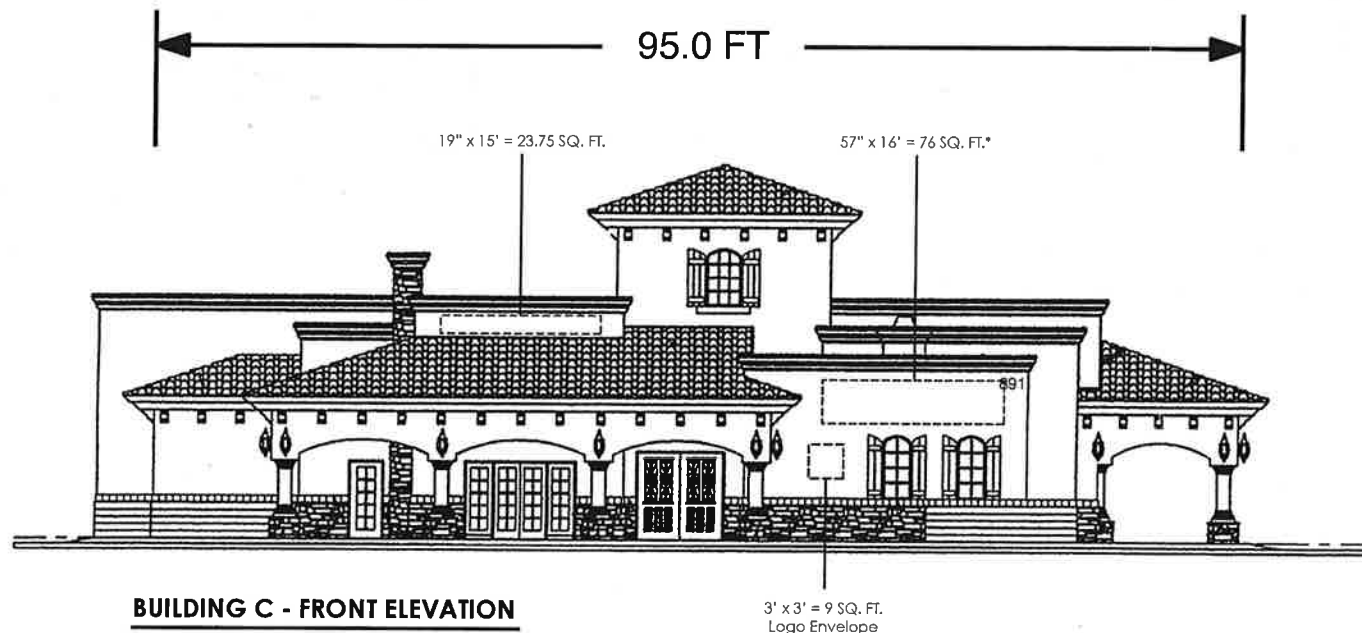 95.0 FT
19" x 15' = 23.75 SQ. FT.
57" x 16' = 76 SQ. FT.*
891
BUILDING C - FRONT ELEVATION
3' x 3' = 9 SQ. FT.
Logo Envelope